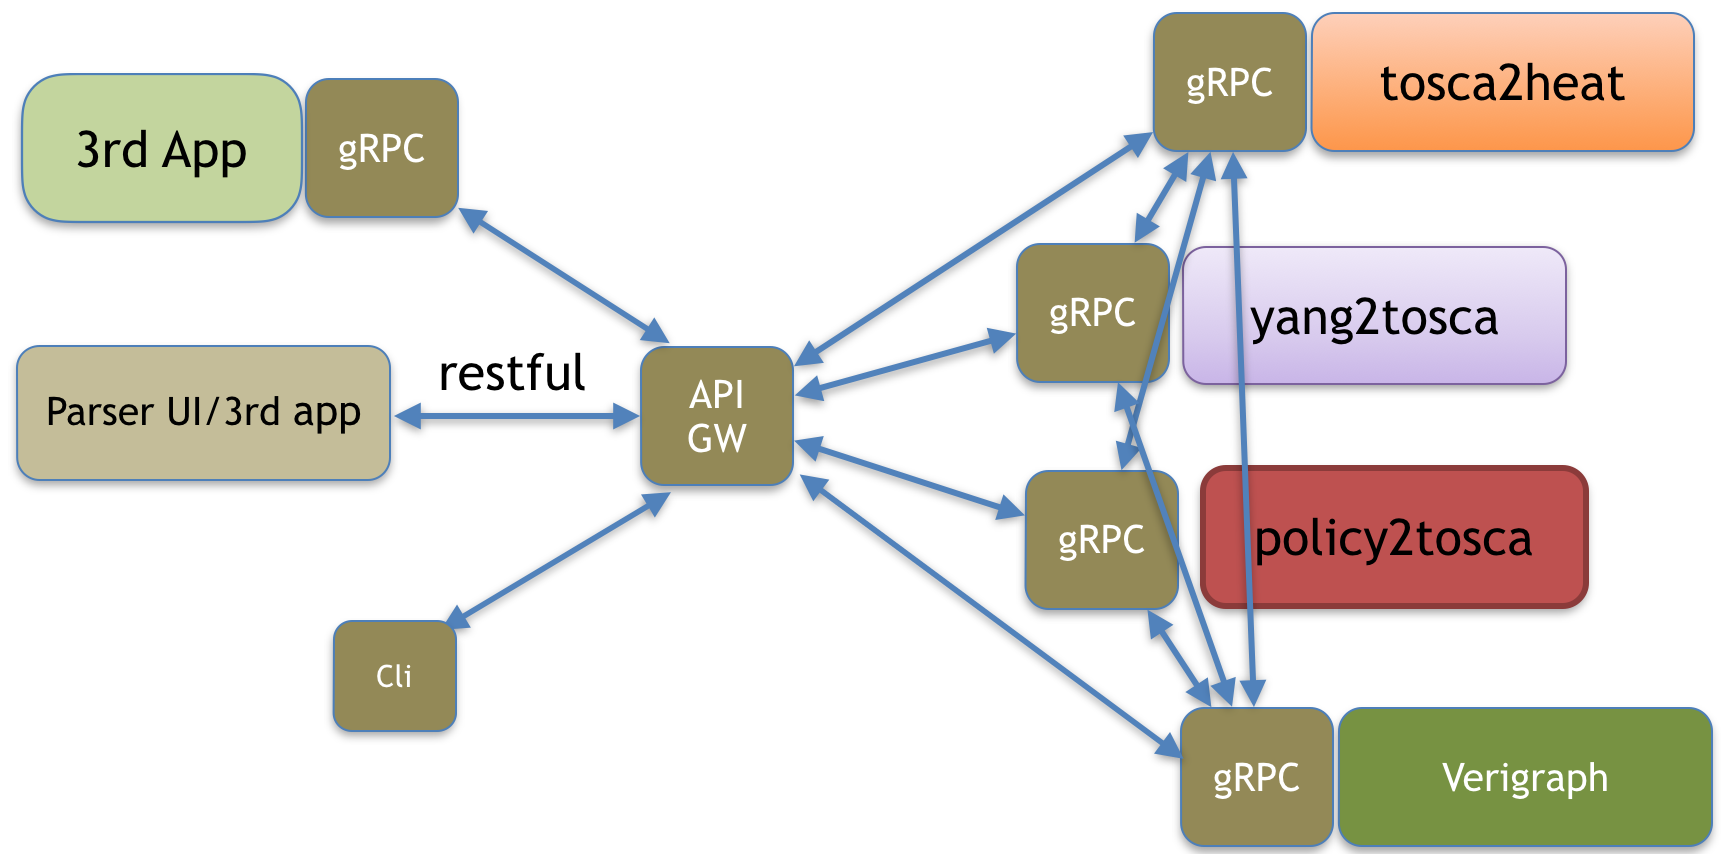 gRPC
tosca2heat
3rd App
gRPC
gRPC
yang2tosca
restful
Parser UI/3rd app
API
GW
gRPC
policy2tosca
Cli
gRPC
Verigraph